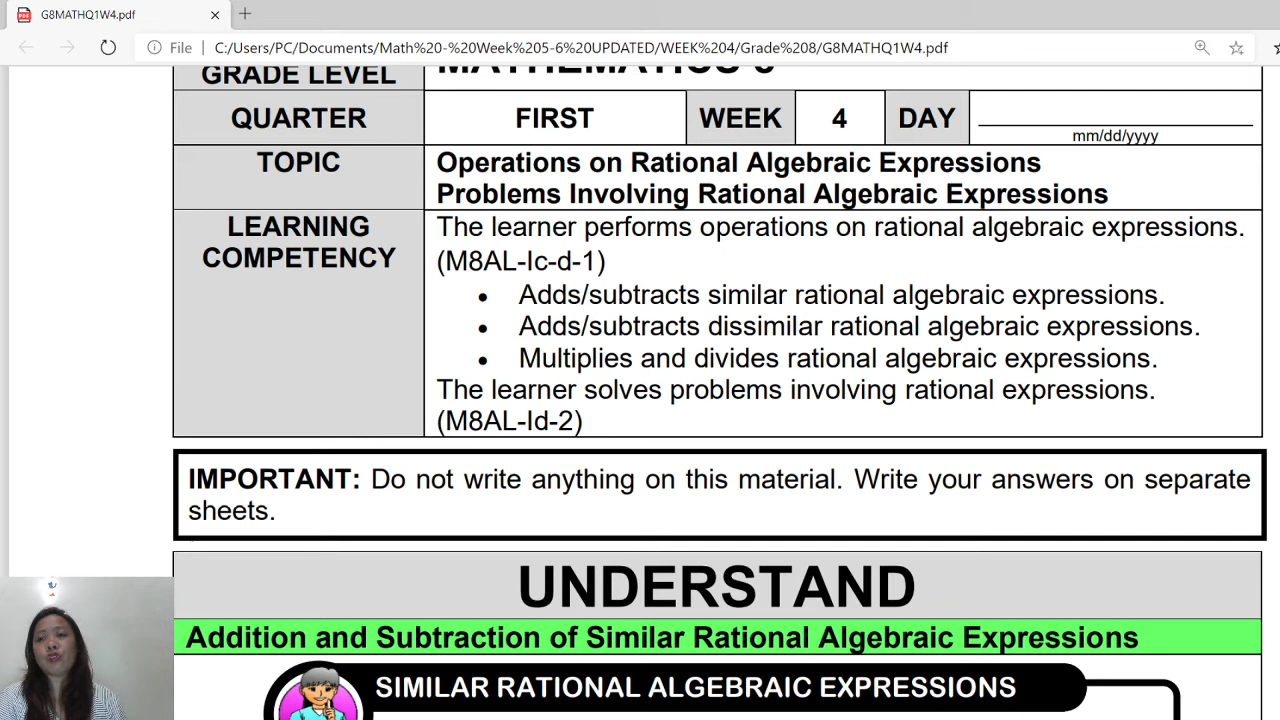 G8MATHQ1W4.pdf
File C:/Users/PC/Documents/Math%20-%20Week%205-6%20UPDATED/WEEK%204/Grade%208/G8MATHQ1W4.pdf
GRADE LEVEL
QUARTER FIRST WEEK 4 DAY
mm/dd/yyyy
TOPIC Operations on Rational Algebraic Expressions
Problems Involving Rational Algebraic Expressions
LEARNING The learner performs operations on rational algebraic expressions.
COMPETENCY (M8AL-Ic-d-1)
• Adds/subtracts similar rational algebraic expressions.
• Adds/subtracts dissimilar rational algebraic expressions.
• Multiplies and divides rational algebraic expressions.
The learner solves problems involving rational expressions.
(M8AL-Id-2)
IMPORTANT: Do not write anything on this material. Write your answers on separate
sheets.
UNDERSTAND
Addition and Subtraction of Similar Rational Algebraic Expressions
SIMILAR RATIONAL ALGEBRAIC EXPRESSIONS